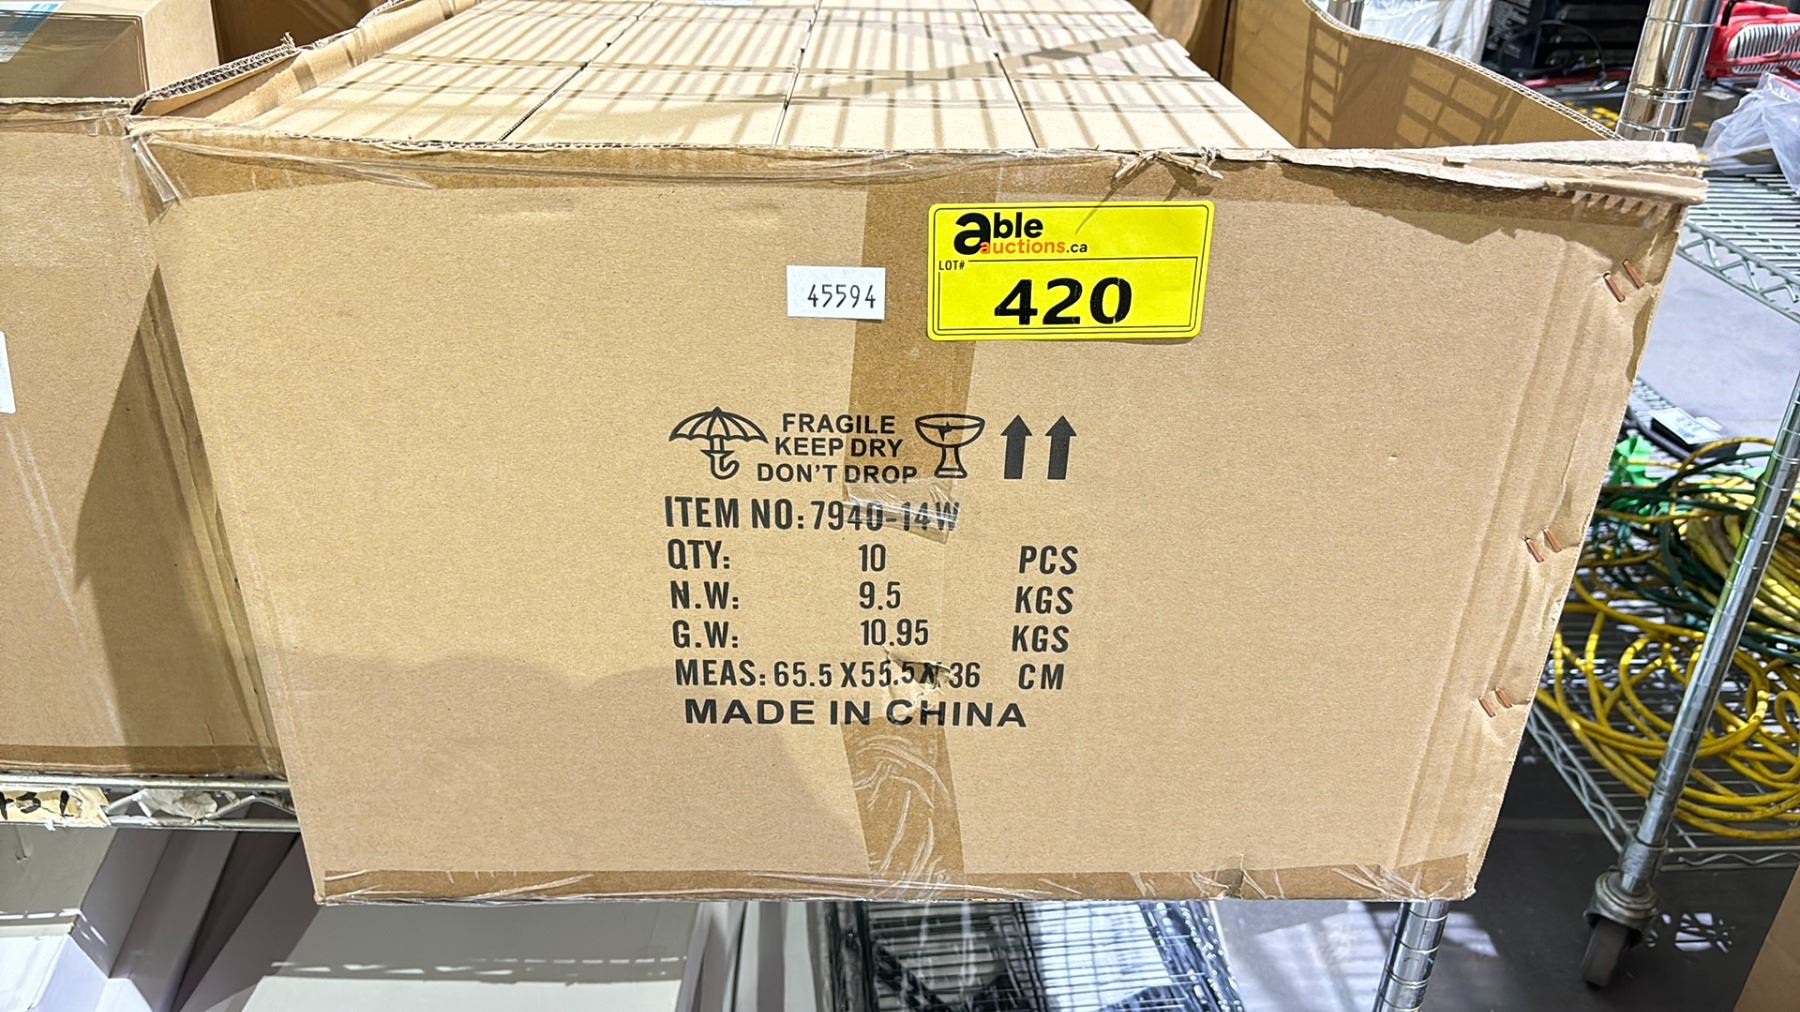 able
auctions.ca
LOT#
420
45594
FRAGILE
KEEP DRY
DON'T DROP
ITEM NO: 7940-14W
QTY: 10 PCS
N.W: 9.5 KGS
G.W: 10.95 KGS
MEAS: 65.5 X 55.5 X 36 CM
MADE IN CHINA